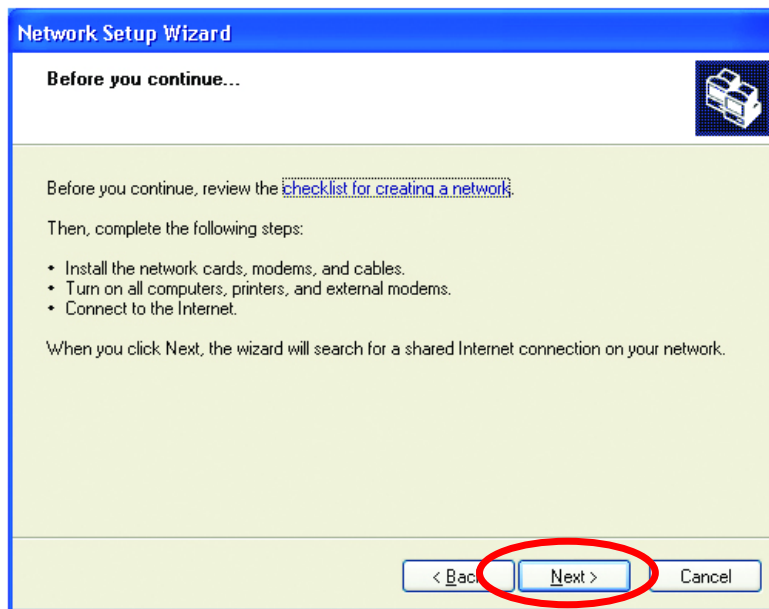 Network Setup Wizard
Before you continue...
Before you continue, review the checklist for creating a network.
Then, complete the following steps:
• Install the network cards, modems, and cables.
• Turn on all computers, printers, and external modems.
• Connect to the Internet.
When you click Next, the wizard will search for a shared Internet connection on your network.
< Back Next > Cancel